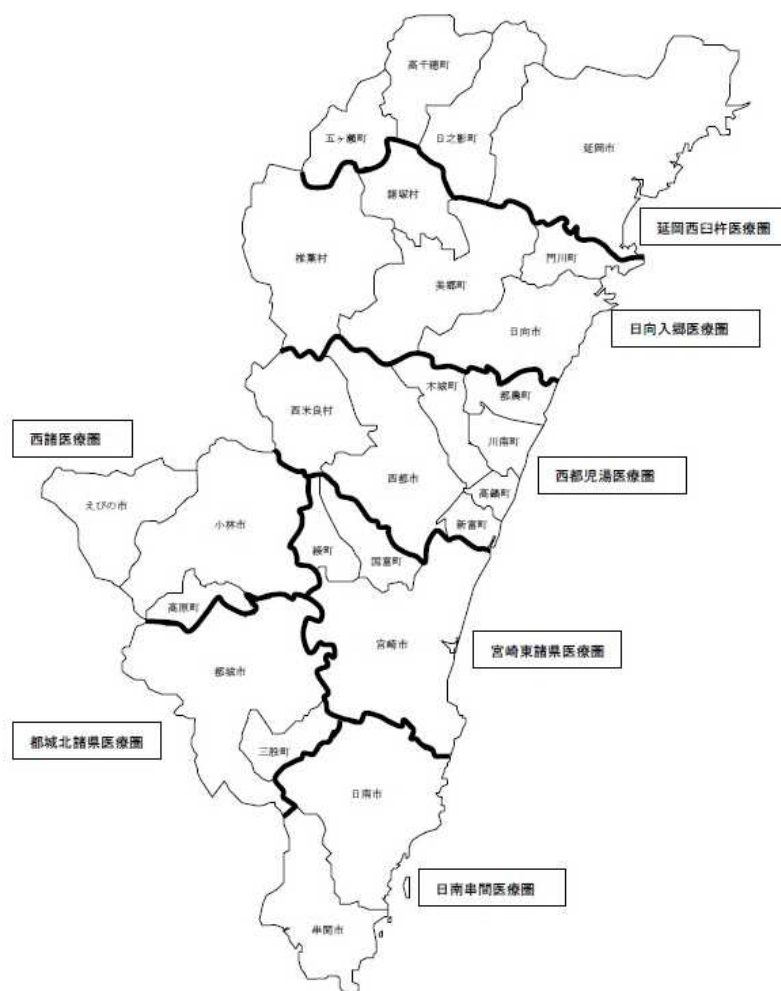 高千穂町
五ヶ瀬町
日之影町
延岡市
諸塚村
延岡西臼杵医療圏
椎葉村
門川町
美郷町
日向市
日向入郷医療圏
木城町
都農町
西米良村
川南町
西諸医療圏
西都市
西都児湯医療圏
高鍋町
えびの市
小林市
新富町
綾町
国富町
高原町
宮崎市
宮崎東諸県医療圏
都城市
都城北諸県医療圏
三股町
日南市
日南串間医療圏
串間市